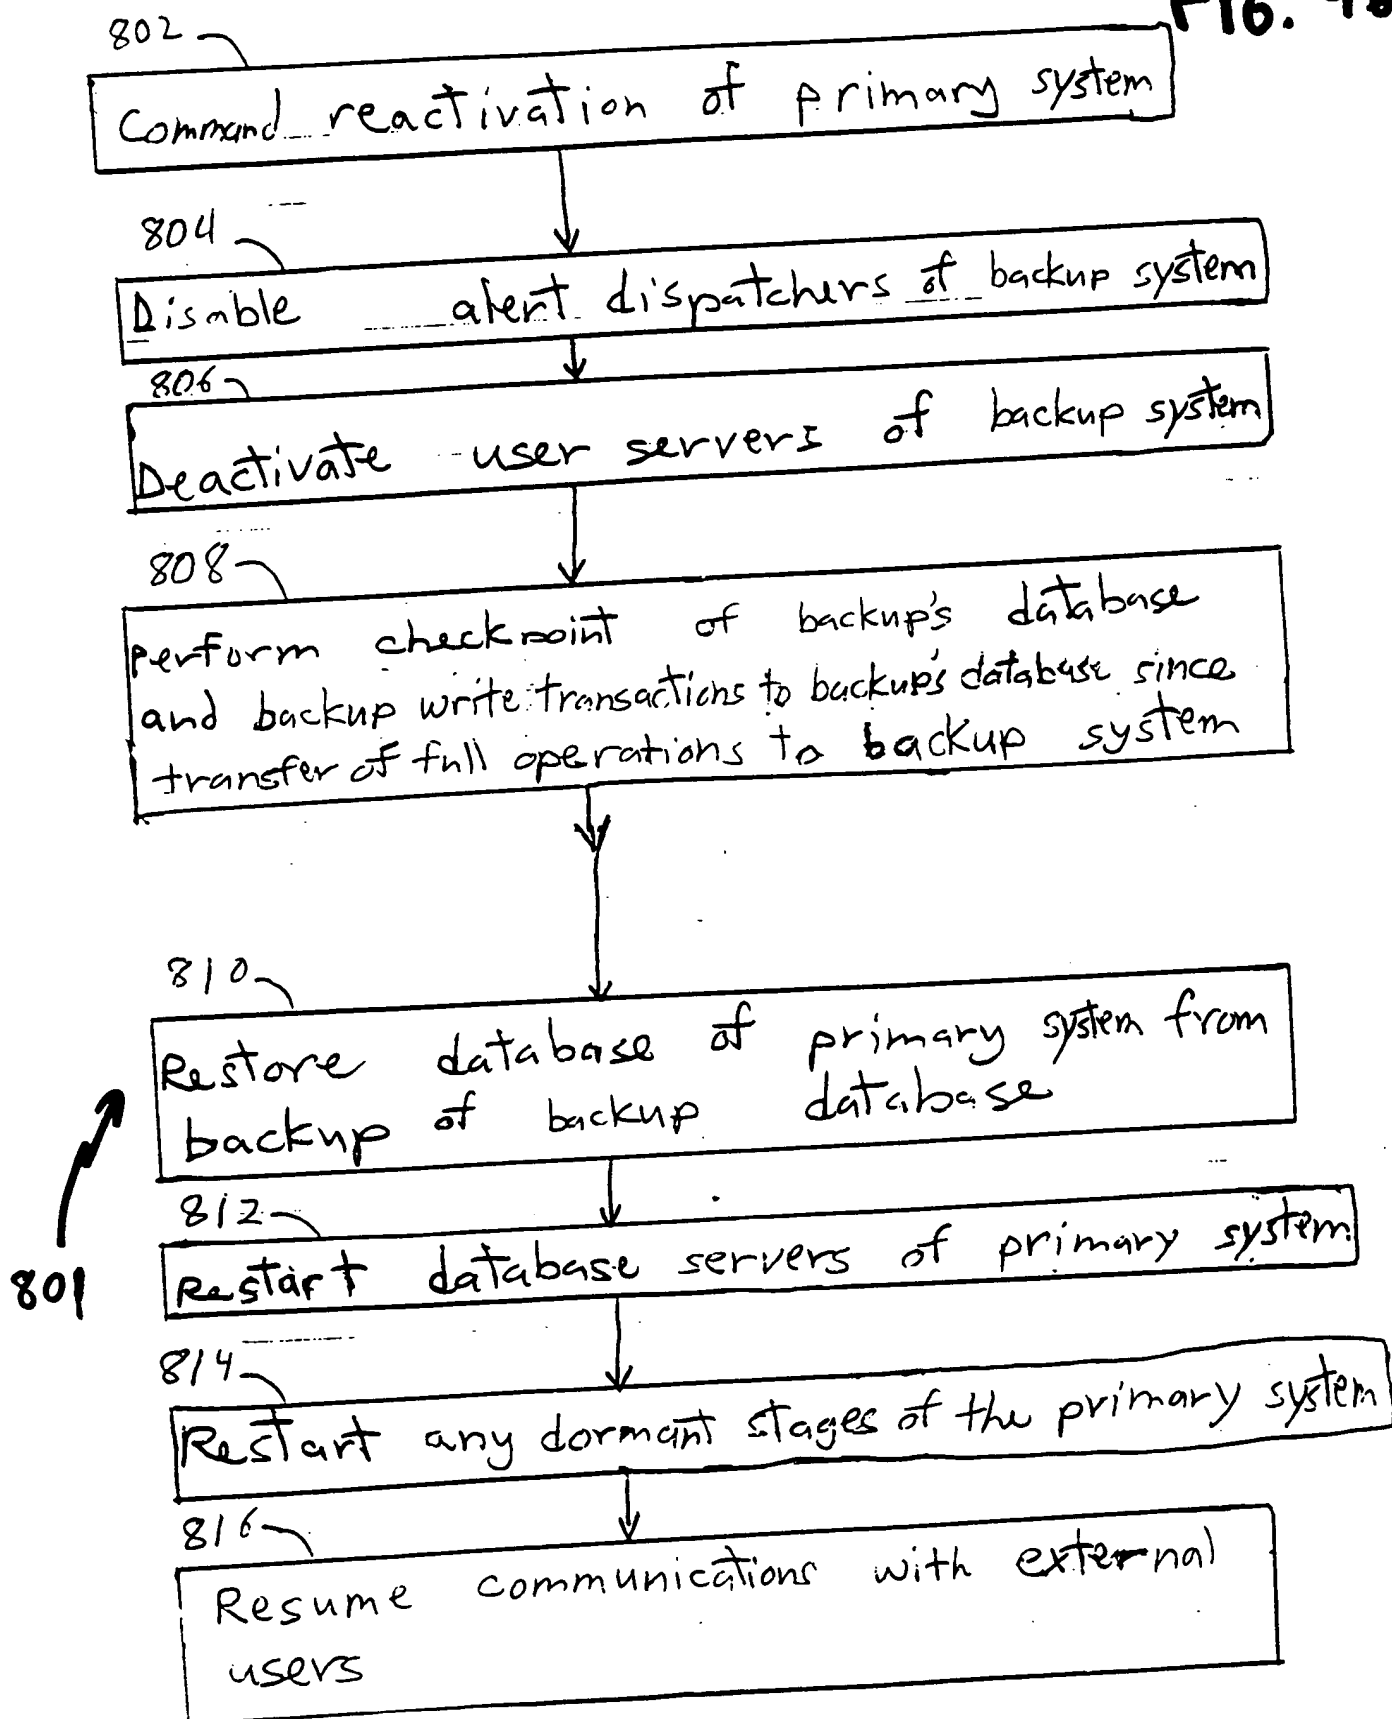 FIG.
802
Command reactivation of primary system
804
Disable alert dispatchers of backup system
806
Deactivate user servers of backup system
808
Perform checkpoint of backup's database
and backup write transactions to backup's database since
transfer of full operations to backup system
810
Restore database of primary system from
backup of backup database
801
812
Restart database servers of primary system
814
Restart any dormant stages of the primary system
816
Resume communications with external
users